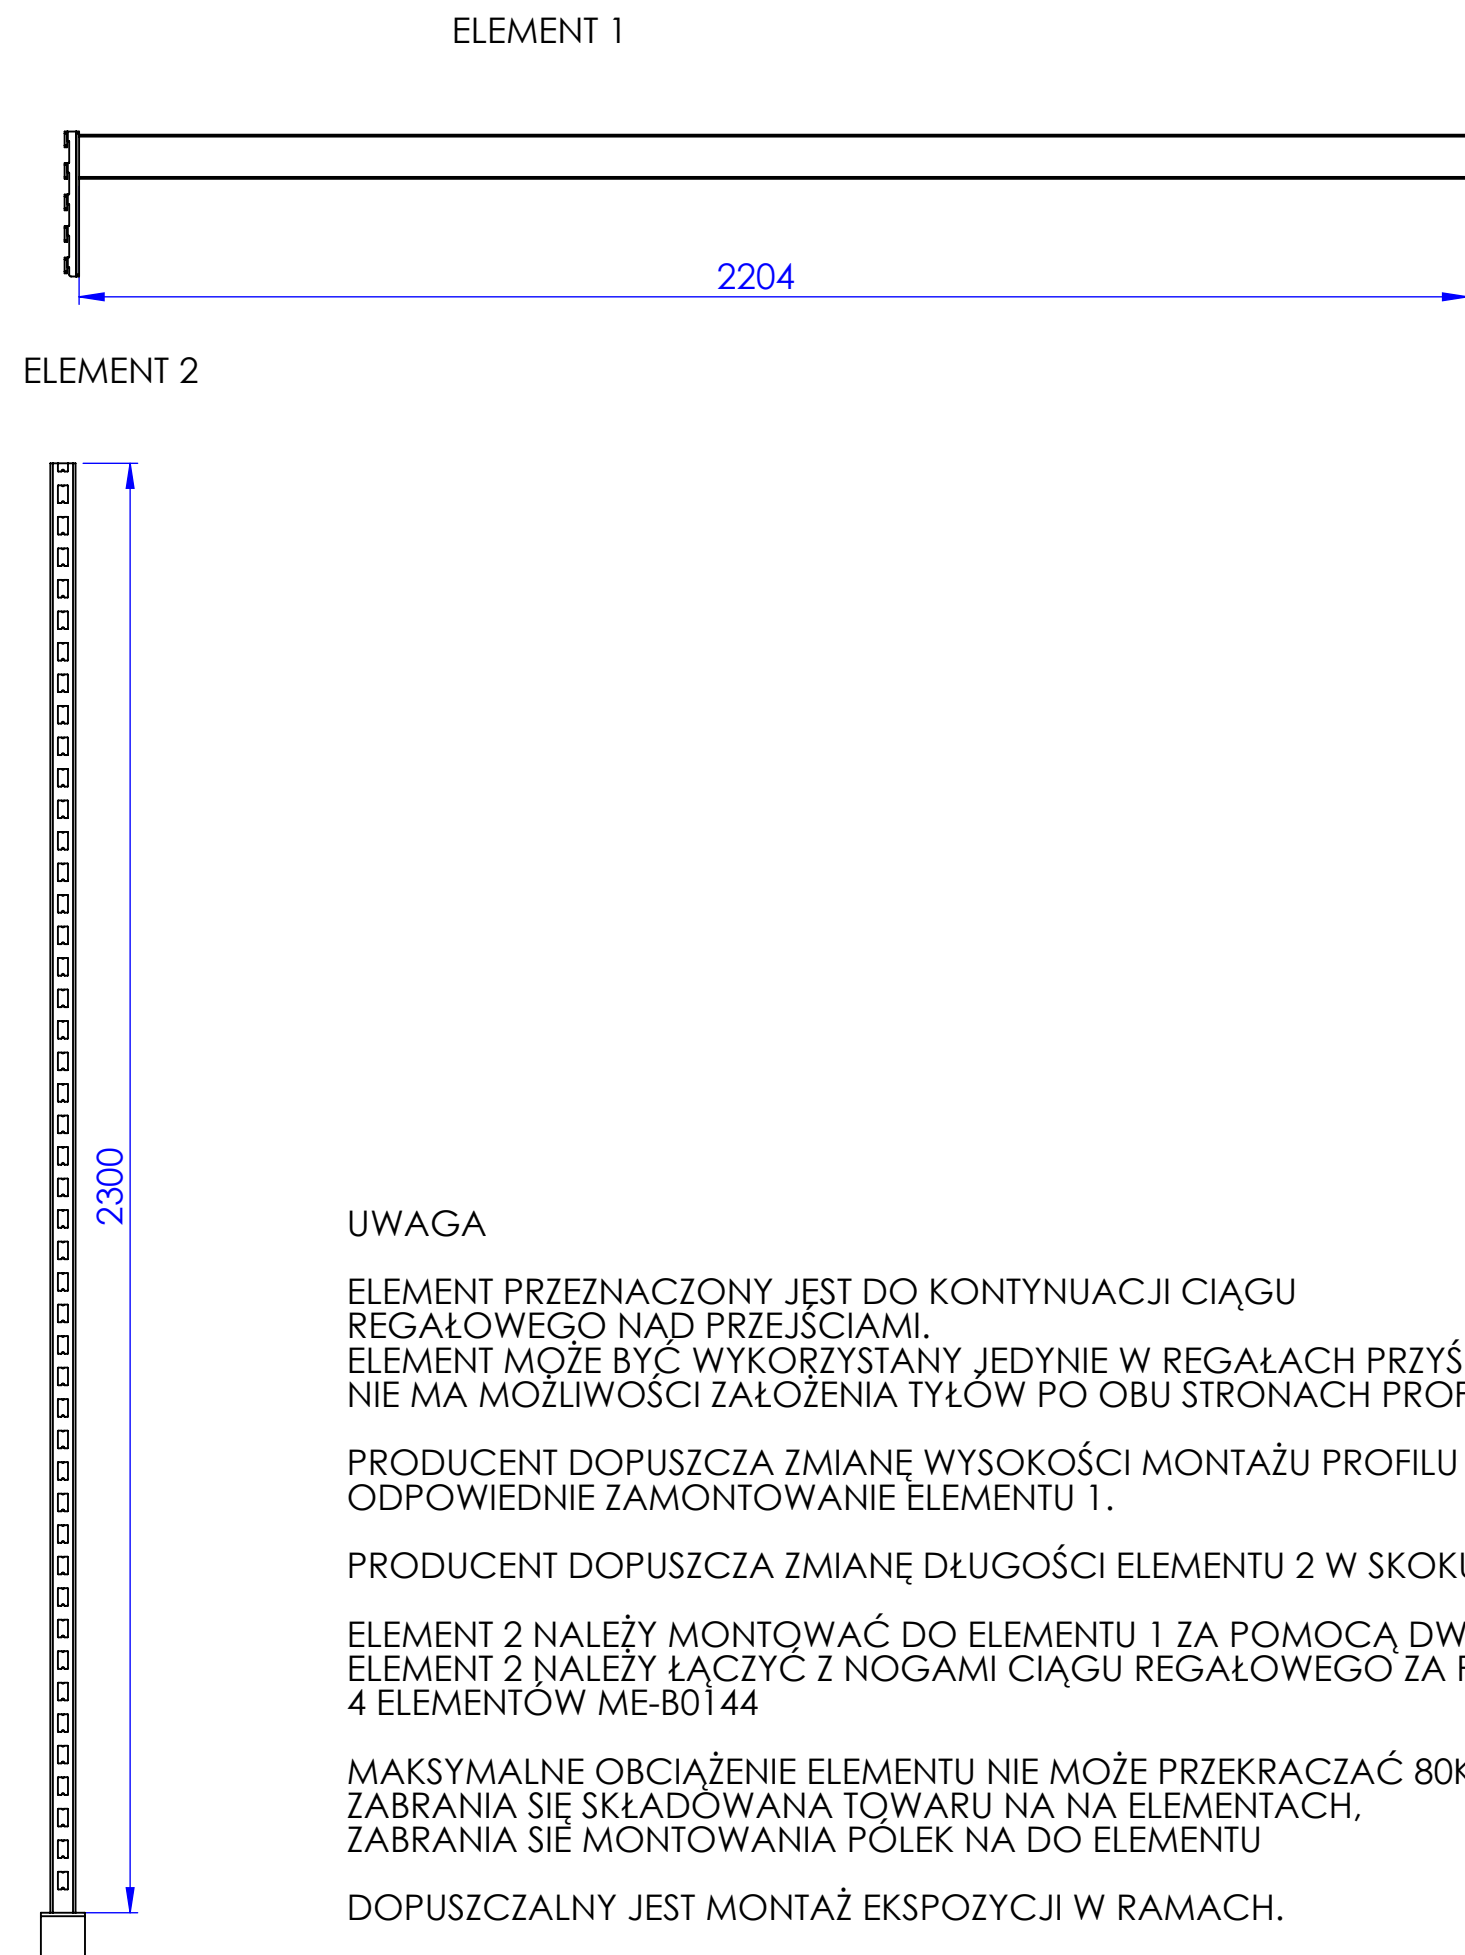 ELEMENT 1
2204
ELEMENT 2
2300
UWAGA
ELEMENT PRZEZNACZONY JEST DO KONTYNUACJI CIĄGU
REGAŁOWEGO NAD PRZEJŚCIAMI.
ELEMENT MOŻE BYĆ WYKORZYSTANY JEDYNIE W REGAŁACH
NIE MA MOŻLIWOŚCI ZAŁOŻENIA TYŁÓW PO OBU STRONACH
PRODUCENT DOPUSZCZA ZMIANĘ WYSOKOŚCI MONTAŻU PROFILU
ODPOWIEDNIE ZAMONTOWANIE ELEMENTU 1.
PRODUCENT DOPUSZCZA ZMIANĘ DŁUGOŚCI ELEMENTU 2 W
ELEMENT 2 NALEŻY MONTOWAĆ DO ELEMENTU 1 ZA POMOCĄ
ELEMENT 2 NALEŻY ŁĄCZYĆ Z NOGAMI CIĄGU REGAŁOWEGO ZA
4 ELEMENTÓW ME-B0144
MAKSYMALNE OBCIĄŻENIE ELEMENTU NIE MOŻE PRZEKRACZAĆ
ZABRANIA SIĘ SKŁADOWANA TOWARU NA NA ELEMENTACH,
ZABRANIA SIĘ MONTOWANIA PÓLEK NA DO ELEMENTU
DOPUSZCZALNY JEST MONTAŻ EKSPOZYCJI W RAMACH.